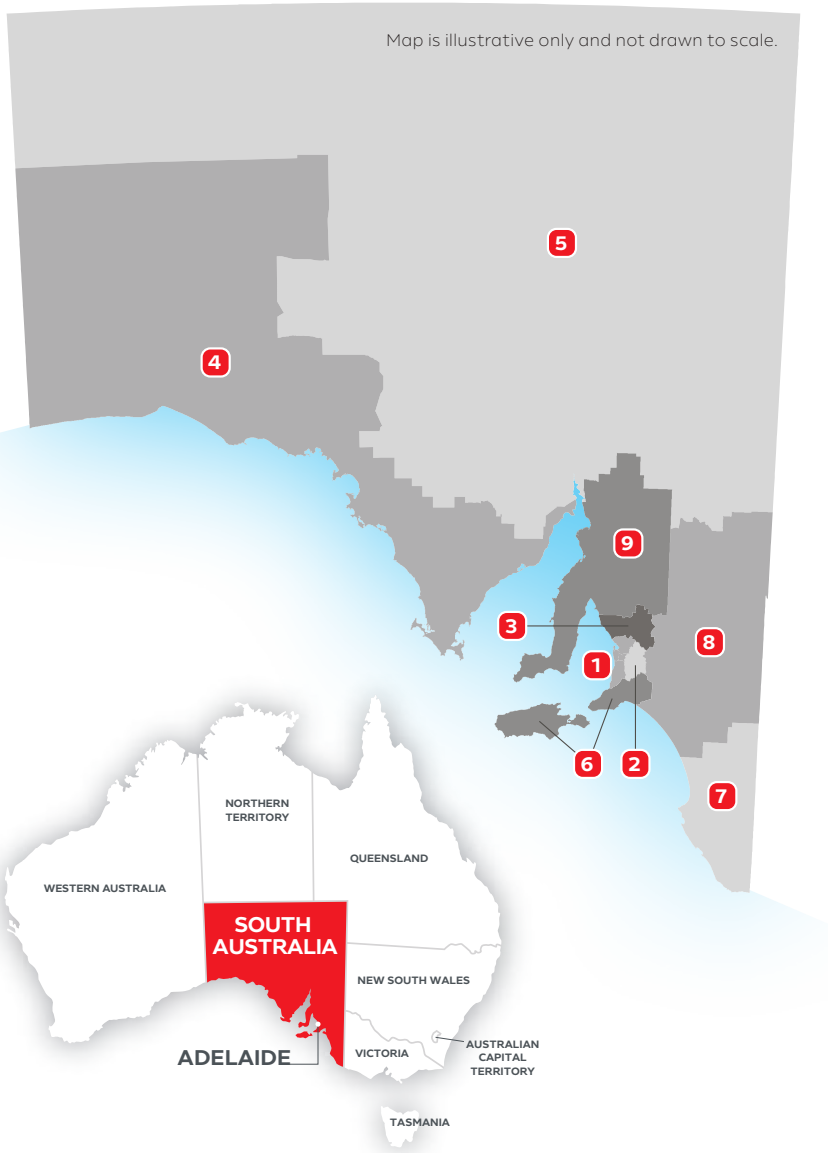 Map is illustrative only and not drawn to scale.
5
4
9
3
8
1
6
2
7
NORTHERN
TERRITORY
QUEENSLAND
WESTERN AUSTRALIA
SOUTH
AUSTRALIA
NEW SOUTH WALES
ADELAIDE
VICTORIA
AUSTRALIAN
CAPITAL
TERRITORY
TASMANIA